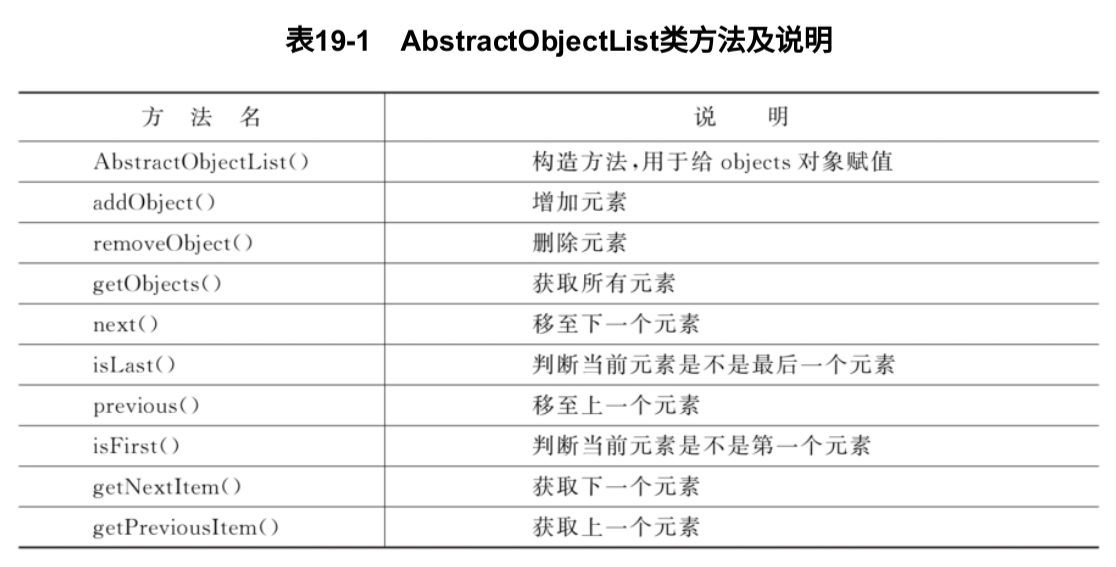 表19-1 AbstractObjectList类方法及说明
方 法 名 说 明
AbstractObjectList() 构造方法,用于给 objects 对象赋值
addObject() 增加元素
removeObject() 删除元素
getObjects() 获取所有元素
next() 移至下一个元素
isLast() 判断当前元素是不是最后一个元素
previous() 移至上一个元素
isFirst() 判断当前元素是不是第一个元素
getNextItem() 获取下一个元素
getPreviousItem() 获取上一个元素